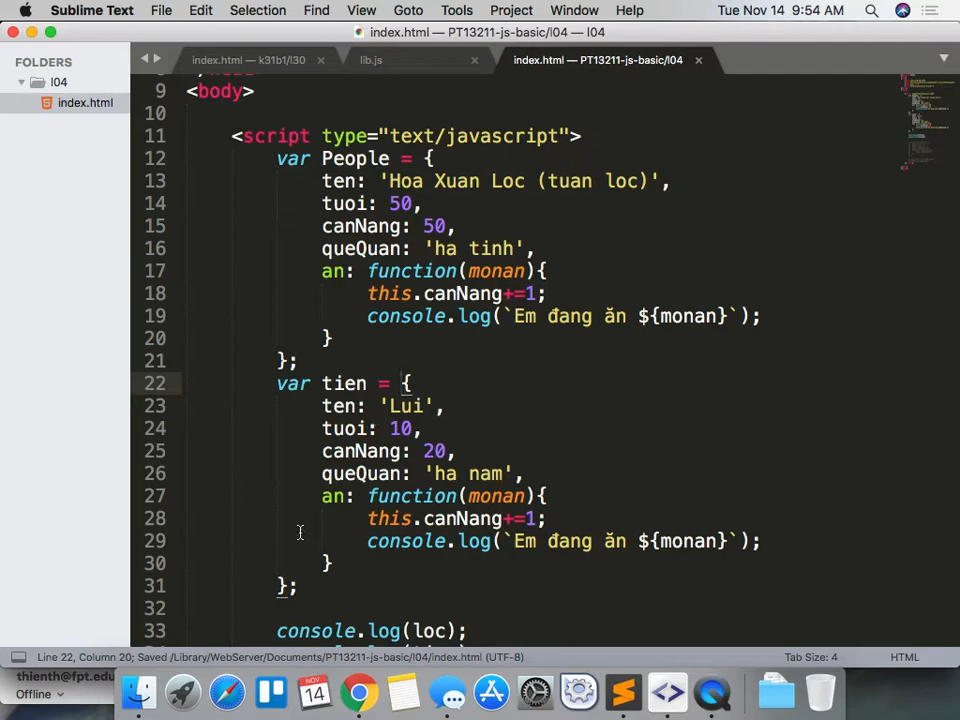 Sublime Text File Edit Selection Find View Goto Tools Project Window Help Tue Nov 14 9:54 AM
index.html — PT13211-js-basic/l04 — l04
FOLDERS
l04
index.html
index.html — k31b1/l30 × lib.js × index.html — PT13211-js-basic/l04 ×
9 <body>
10
11 <script type="text/javascript">
12 var People = {
13 ten: 'Hoa Xuan Loc (tuan loc)',
14 tuoi: 50,
15 canNang: 50,
16 queQuan: 'ha tinh',
17 an: function(monan){
18 this.canNang+=1;
19 console.log(`Em đang ăn ${monan}`);
20 }
21 };
22 var tien = {
23 ten: 'Lui',
24 tuoi: 10,
25 canNang: 20,
26 queQuan: 'ha nam',
27 an: function(monan){
28 this.canNang+=1;
29 console.log(`Em đang ăn ${monan}`);
30 }
31 };
32
33 console.log(loc);
Line 22, Column 20; Saved /Library/WebServer/Documents/PT13211-js-basic/l04/index.html (UTF-8) Tab Size: 4 HTML
thienth@fpt.edu
Offline
NOV
14